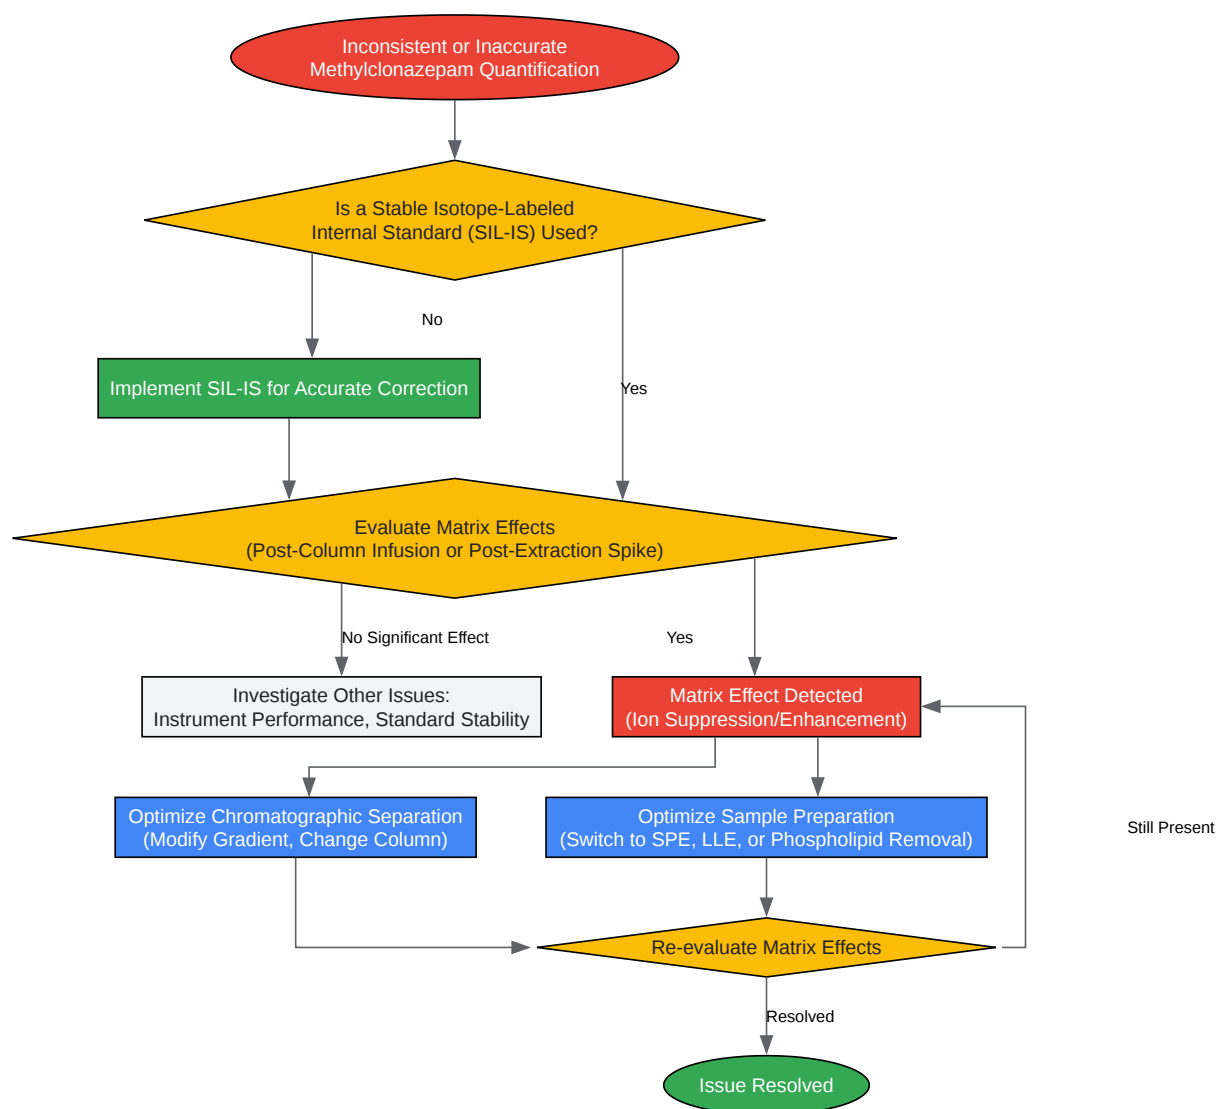 Inconsistent or Inaccurate
Methylclonazepam Quantification
Is a Stable Isotope-Labeled
Internal Standard (SIL-IS) Used?
No
Implement SIL-IS for Accurate Correction
Yes
Evaluate Matrix Effects
(Post-Column Infusion or Post-Extraction Spike)
No Significant Effect
Yes
Investigate Other Issues:
Instrument Performance, Standard Stability
Matrix Effect Detected
(Ion Suppression/Enhancement)
Optimize Chromatographic Separation
(Modify Gradient, Change Column)
Optimize Sample Preparation
(Switch to SPE, LLE, or Phospholipid Removal)
Still Present
Re-evaluate Matrix Effects
Resolved
Issue Resolved